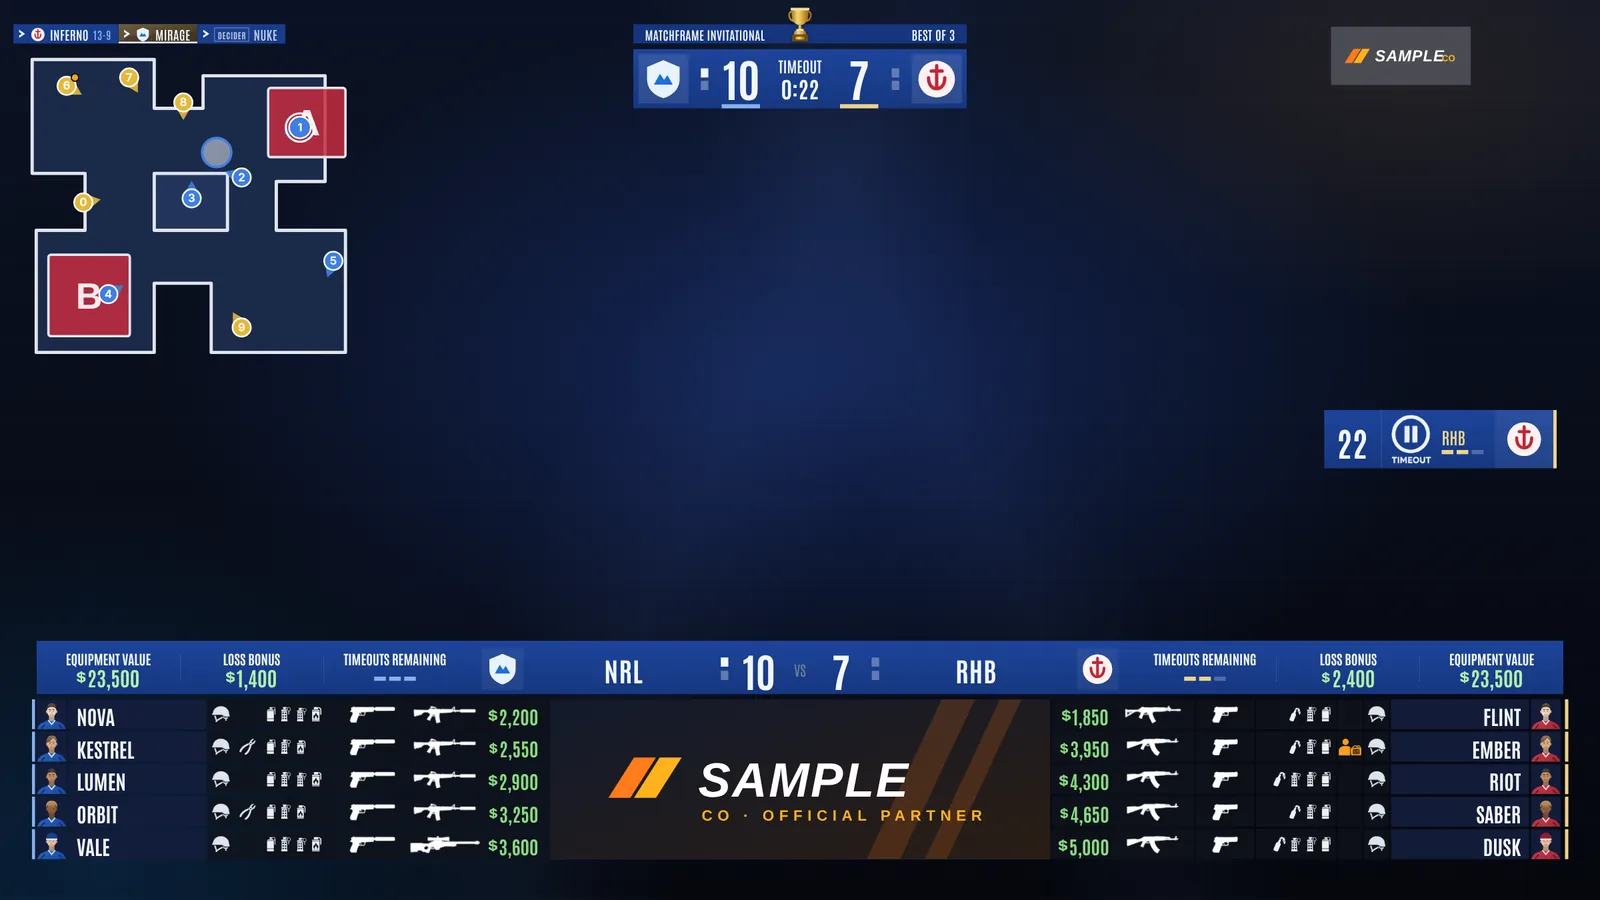 > INFERNO 13-9 > MIRAGE > DECIDER NUKE
MATCHFRAME INVITATIONAL BEST OF 3
10 TIMEOUT 0:22 7
SAMPLE CO
6
7
8
A
1
2
3
0
5
B
4
9
22 TIMEOUT RHB
EQUIPMENT VALUE $23,500
LOSS BONUS $1,400
TIMEOUTS REMAINING
NRL 10 VS 7 RHB
TIMEOUTS REMAINING
LOSS BONUS $2,400
EQUIPMENT VALUE $23,500
NOVA $2,200
KESTREL $2,550
LUMEN $2,900
ORBIT $3,250
VALE $3,600
SAMPLE
CO · OFFICIAL PARTNER
$1,850 FLINT
$3,950 EMBER
$4,300 RIOT
$4,650 SABER
$5,000 DUSK